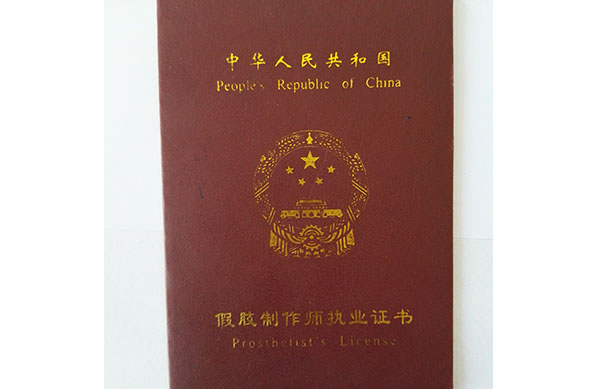 中华人民共和国
People's Republic of China
假肢制作师执业证书
Prosthetist's License